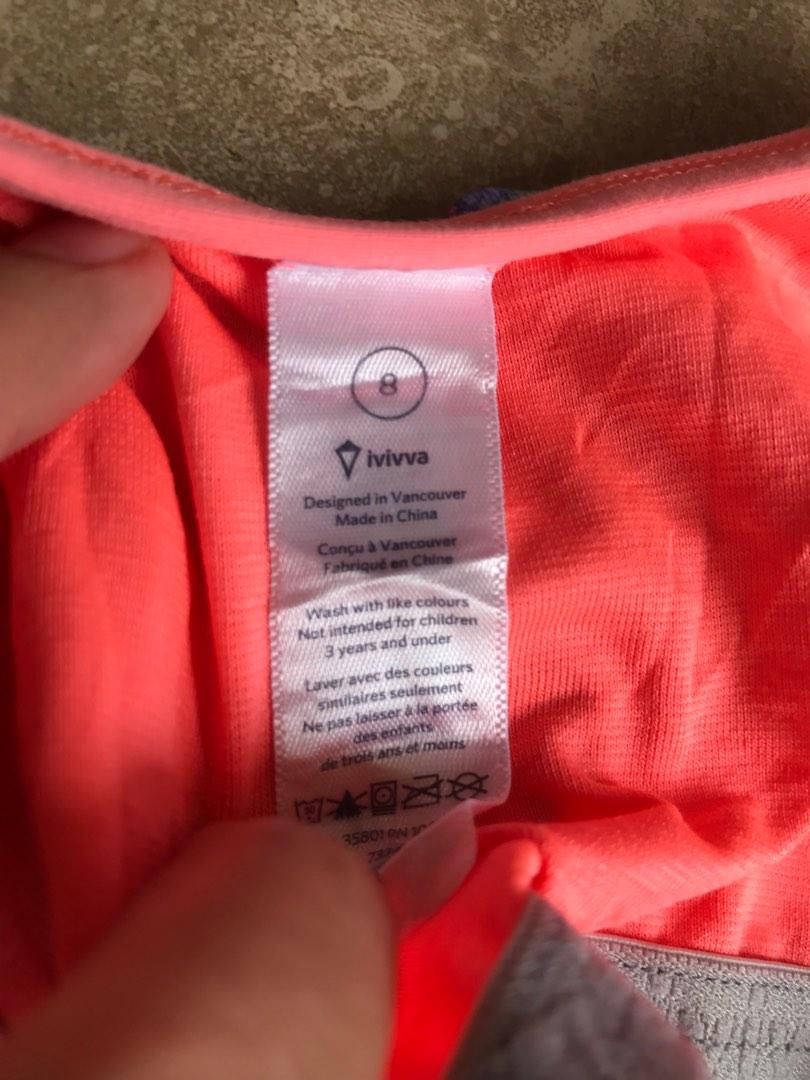 8
ivivva
Designed in Vancouver
Made in China
Conçu à Vancouver
Fabriqué en Chine
Wash with like colours
Not intended for children
3 years and under
Laver avec des couleurs
similaires seulement
Ne pas laisser à la portée
des enfants
de trois ans et moins
35801 RN